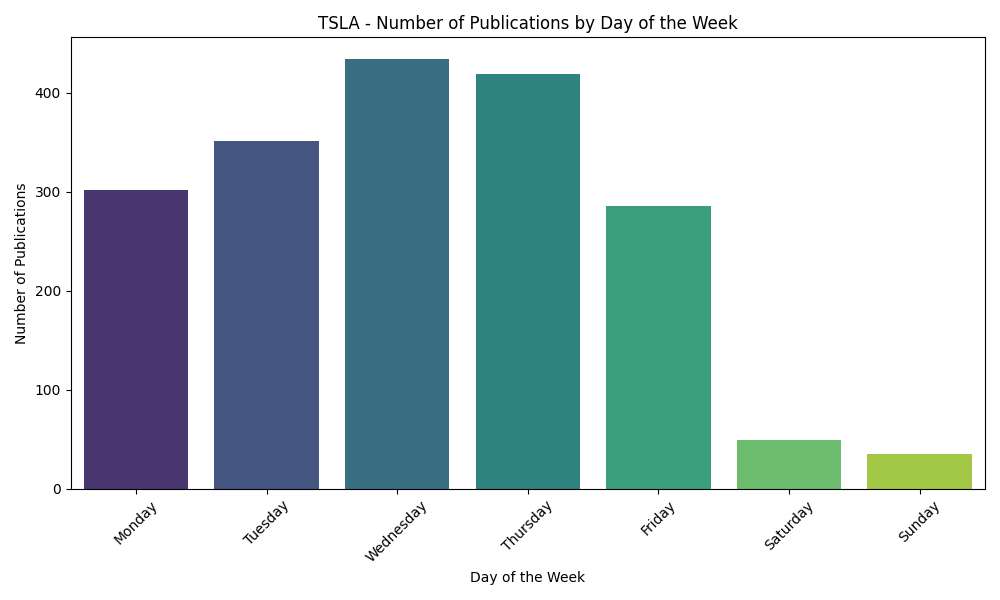 TSLA - Number of Publications by Day of the Week
Number of Publications
400
300
200
100
0
Monday
Tuesday
Wednesday
Thursday
Friday
Saturday
Sunday
Day of the Week